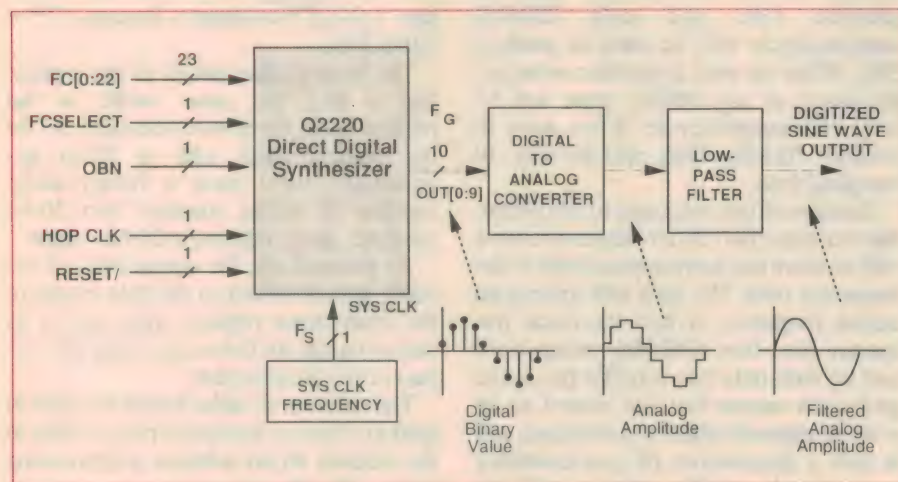 FC[0:22]
23
FCSELECT
1
OBN
1
HOP CLK
1
RESET/
1
Q2220
Direct Digital
Synthesizer
SYS CLK
F S
1
SYS CLK
FREQUENCY
F G
10
OUT[0:9]
DIGITAL
TO
ANALOG
CONVERTER
LOW-
PASS
FILTER
DIGITIZED
SINE WAVE
OUTPUT
Digital
Binary
Value
Analog
Amplitude
Filtered
Analog
Amplitude